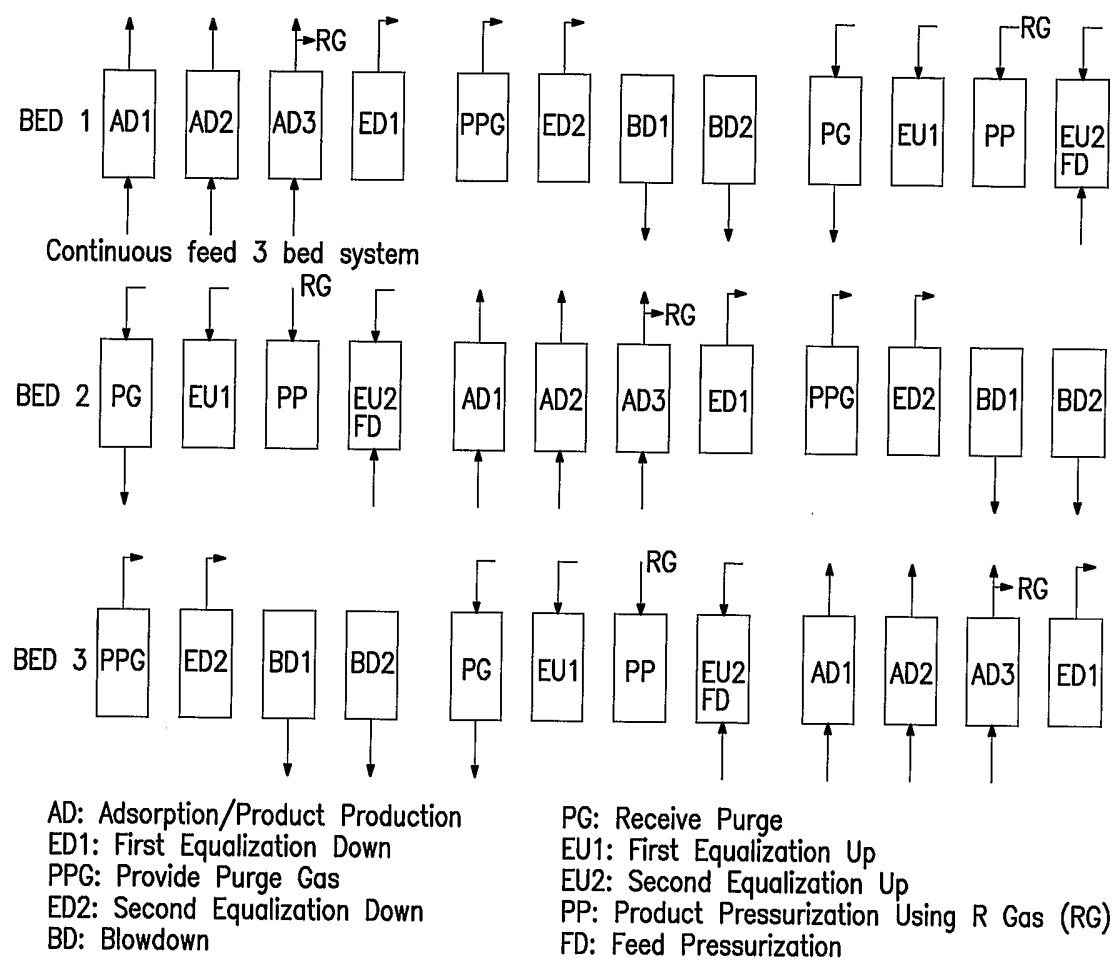 RG RG
BED 1 AD1 AD2 AD3 ED1 PPG ED2 BD1 BD2 PG EU1 PP EU2
FD
Continuous feed 3 bed system
RG RG
BED 2 PG EU1 PP EU2 AD1 AD2 AD3 ED1 PPG ED2 BD1 BD2
FD
RG RG
BED 3 PPG ED2 BD1 BD2 PG EU1 PP EU2 AD1 AD2 AD3 ED1
FD
AD: Adsorption/Product Production
ED1: First Equalization Down
PPG: Provide Purge Gas
ED2: Second Equalization Down
BD: Blowdown
PG: Receive Purge
EU1: First Equalization Up
EU2: Second Equalization Up
PP: Product Pressurization Using R Gas (RG)
FD: Feed Pressurization